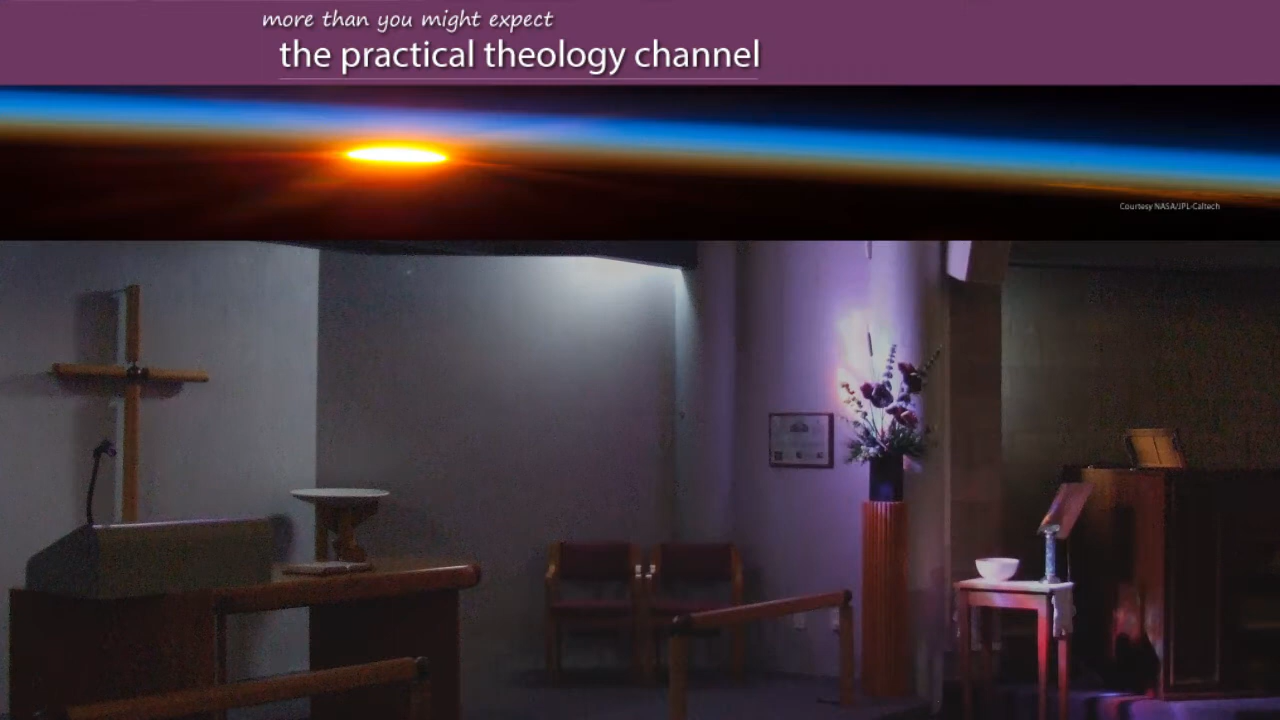 more than you might expect
the practical theology channel
Courtesy NASA/JPL-Caltech